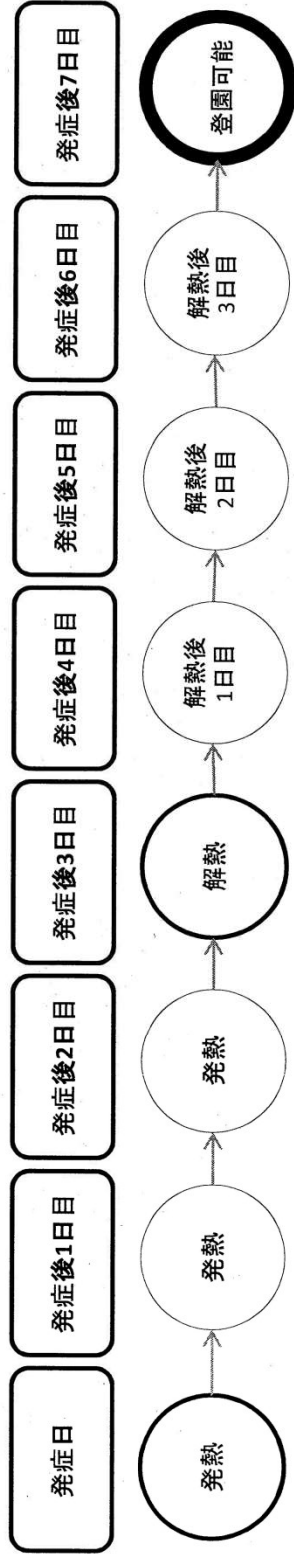 発症日
発症後1日目
発症後2日目
発症後3日目
発症後4日目
発症後5日目
発症後6日目
発症後7日目
発熱
発熱
発熱
解熱
解熱後
1日目
解熱後
2日目
解熱後
3日目
登園可能